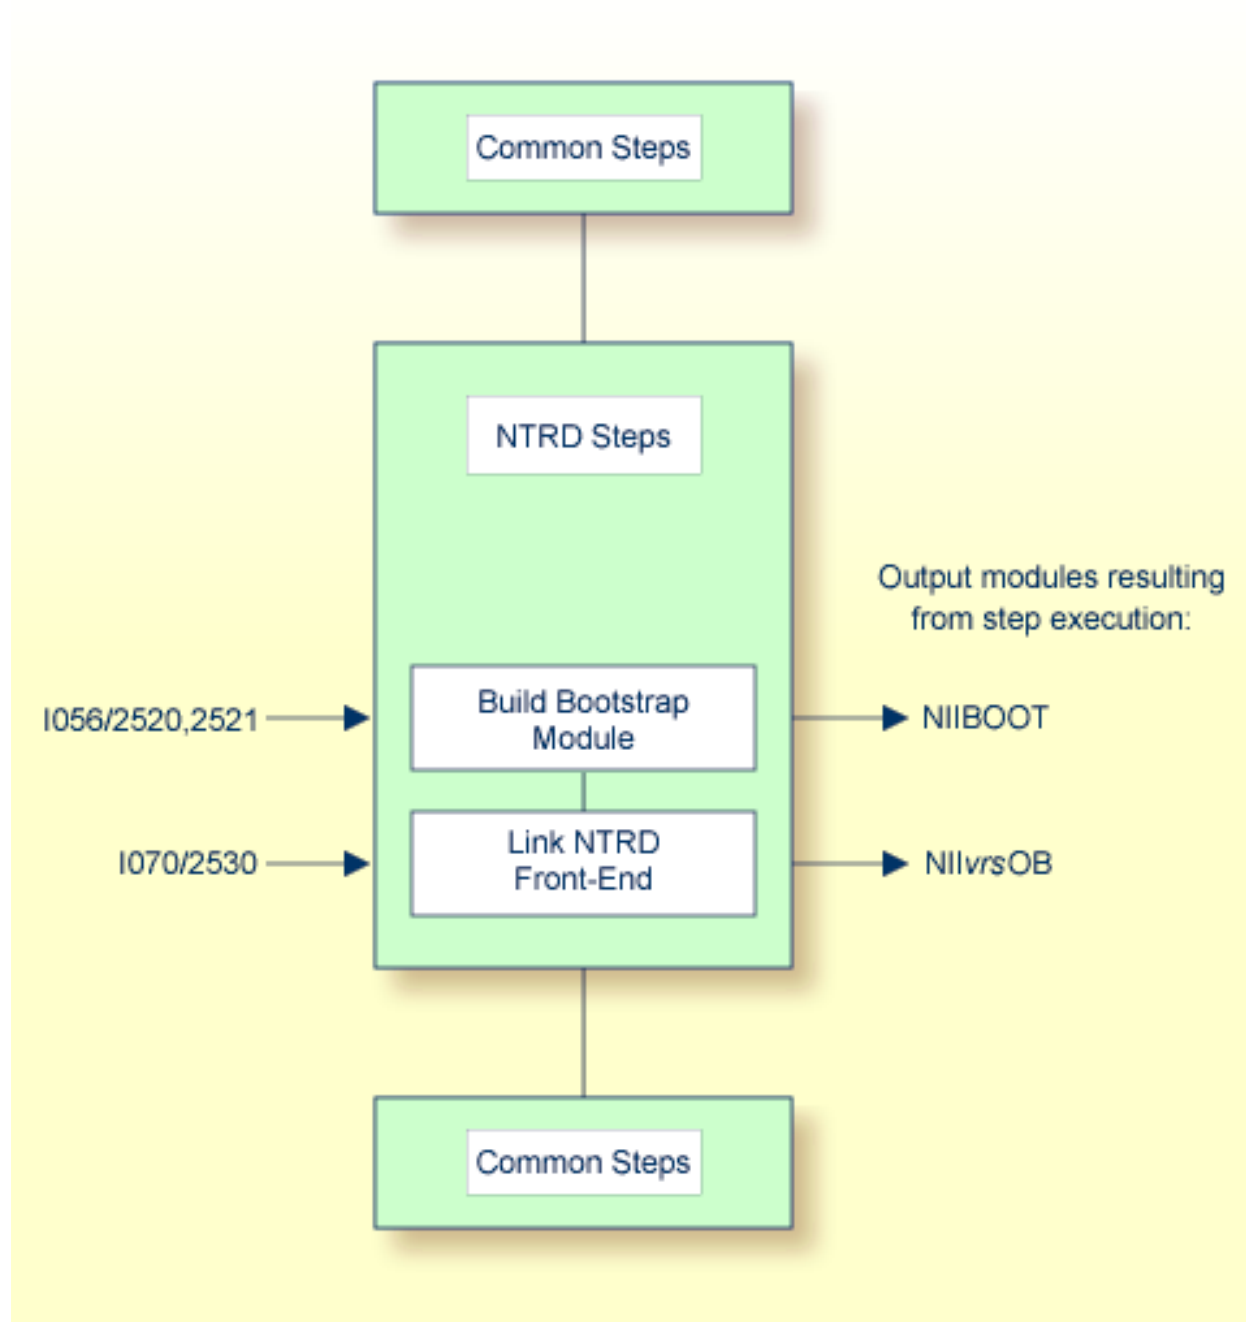 Common Steps
NTRD Steps
Output modules resulting
from step execution:
I056/2520,2521
Build Bootstrap
Module
NIIBOOT
I070/2530
Link NTRD
Front-End
NIIvrsOB
Common Steps